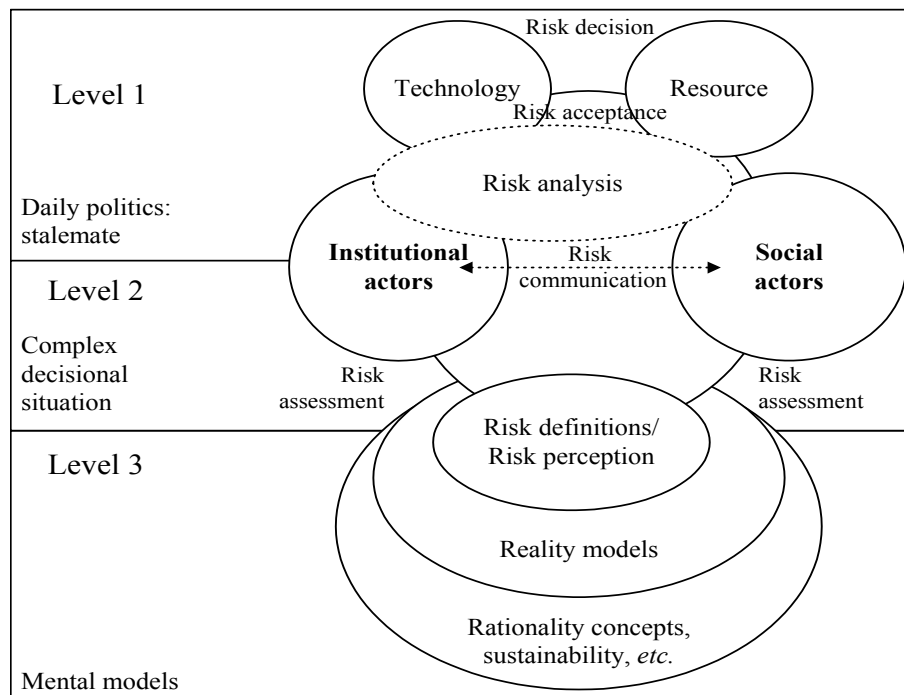 Risk decision
Level 1
Technology
Resource
Risk acceptance
Risk analysis
Daily politics:
stalemate
Institutional
actors
Risk
communication
Social
actors
Level 2
Complex
decisional
situation
Risk
assessment
Risk
assessment
Risk definitions/
Risk perception
Level 3
Reality models
Rationality concepts,
sustainability, etc.
Mental models